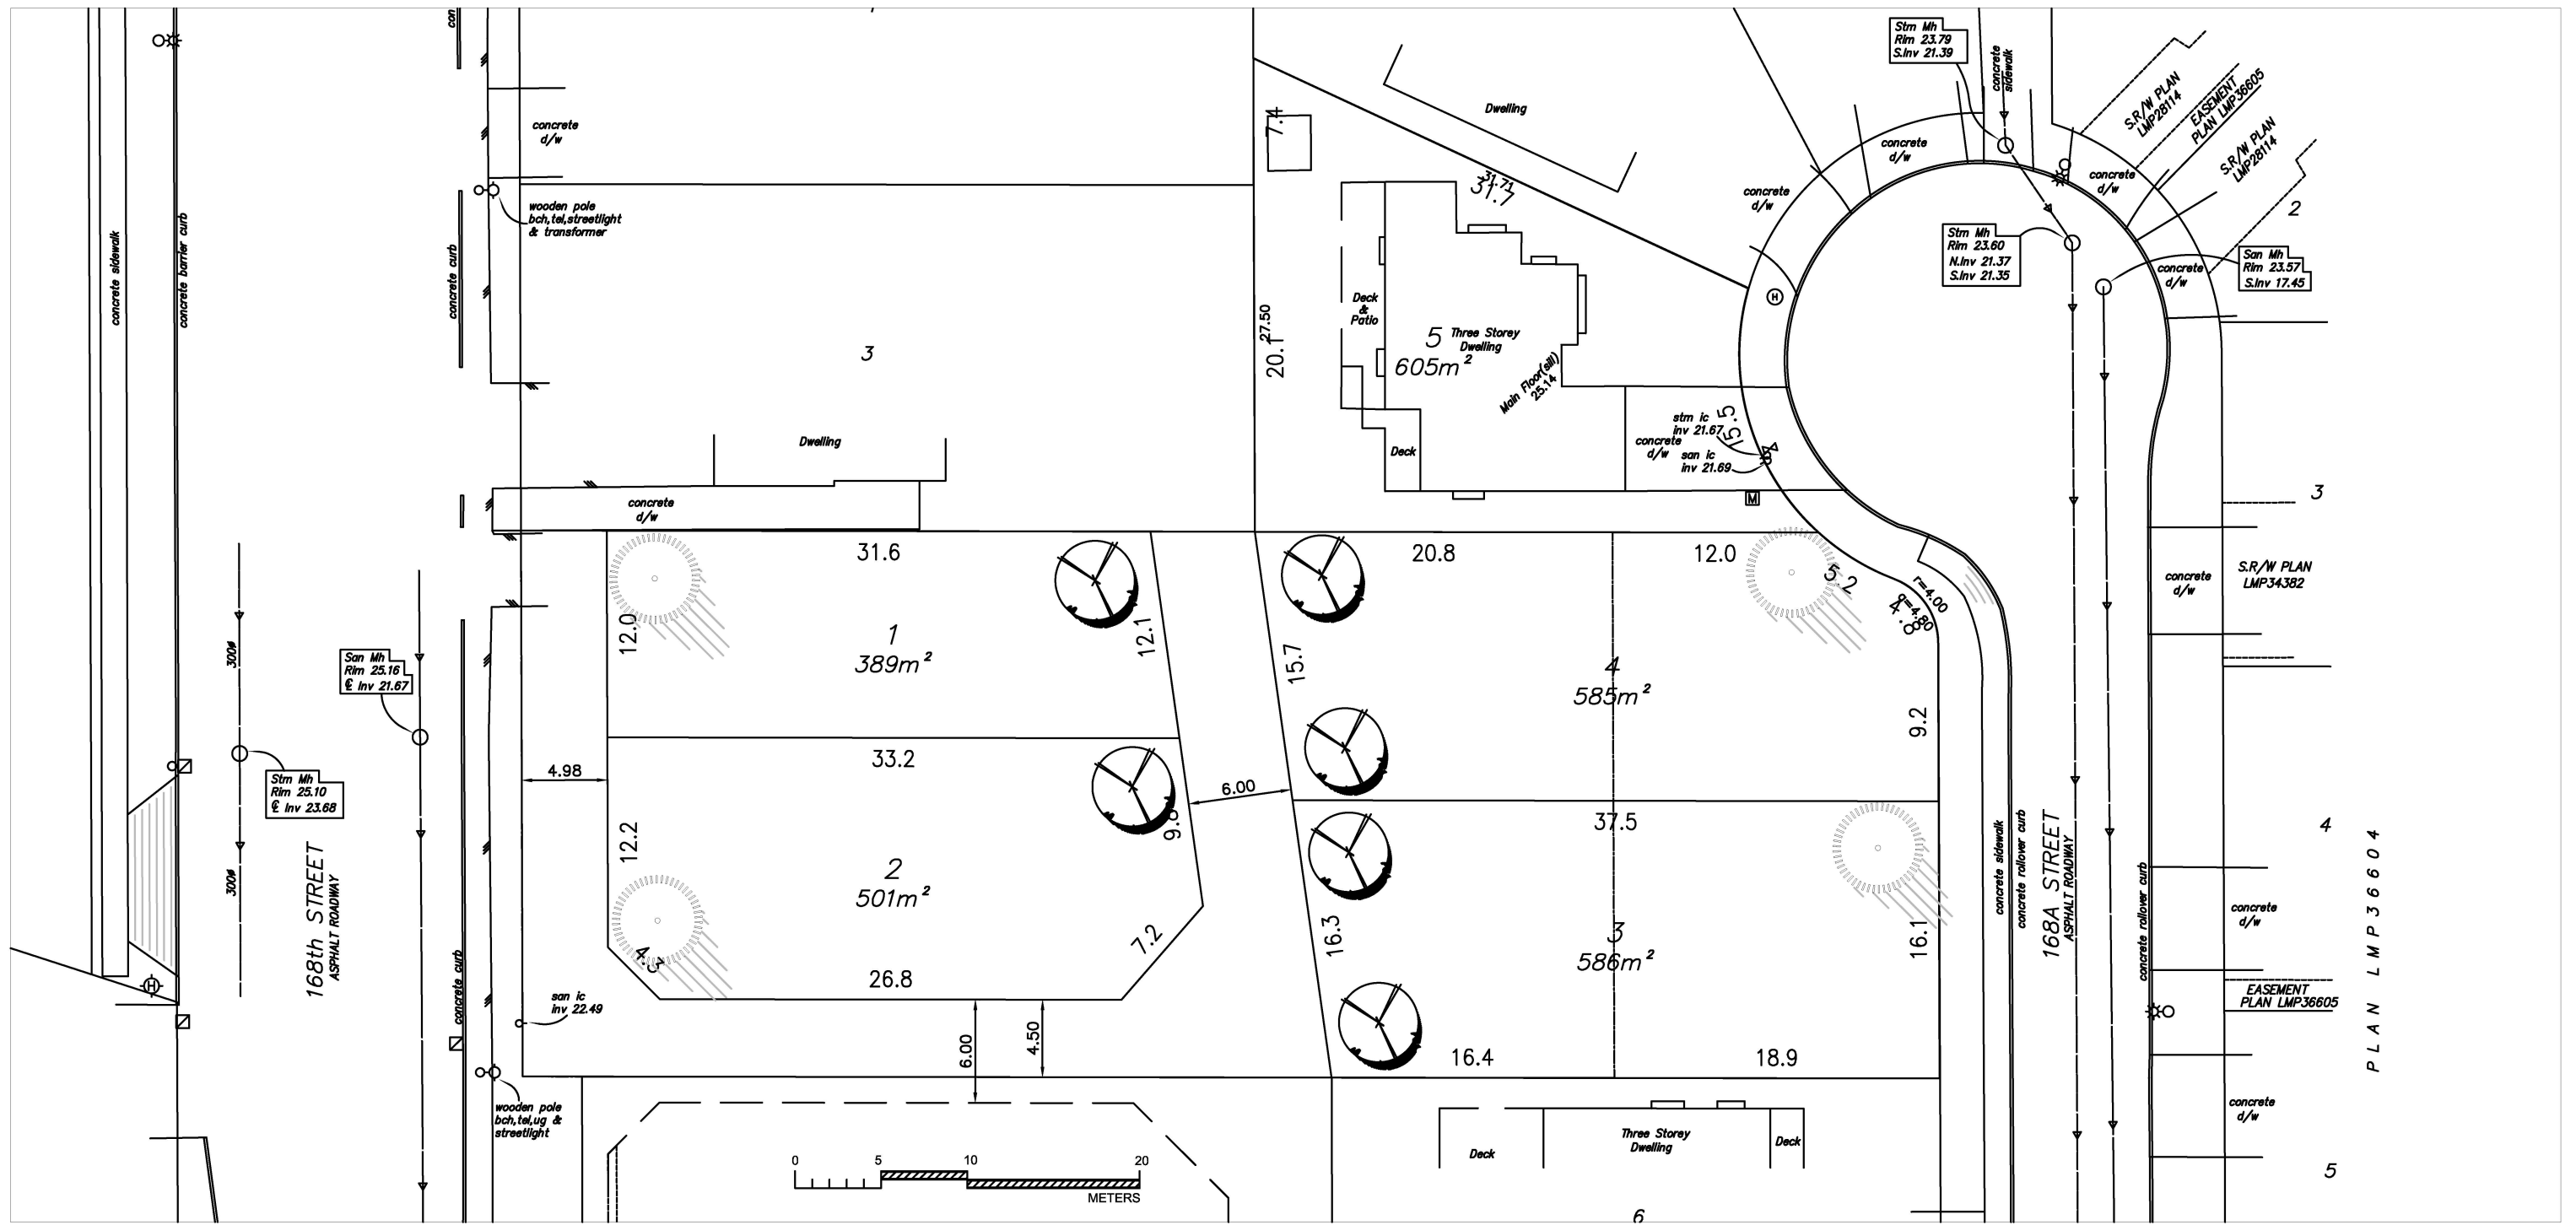 con
concrete
d/w
wooden pole
bch,tel,streetlight
& transformer
concrete sidewalk
concrete barrier curb
concrete curb
3
Dwelling
concrete
d/w
7.4
27.50
20.1
Dwelling
31.71
31.7
Deck
&
Patio
5
Three Storey
Dwelling
605m²
Main Floor(sill)
25.14
Deck
stm ic
inv 21.67
concrete
d/w
san ic
inv 21.69
15.5
M
H
concrete
d/w
concrete
d/w
Stm Mh
Rim 23.79
S.Inv 21.39
concrete
sidewalk
S.R/W PLAN
LMP28114
EASEMENT
PLAN LMP36605
S.R/W PLAN
LMP28114
concrete
d/w
2
Stm Mh
Rim 23.60
N.Inv 21.37
S.Inv 21.35
San Mh
Rim 23.57
S.Inv 17.45
concrete
d/w
3
S.R/W PLAN
LMP34382
concrete
d/w
31.6
12.0
1
389m²
12.1
20.8
12.0
5.2
r=4.00
a=4.80
4.8
15.7
4
585m²
9.2
300ø
San Mh
Rim 25.16
℄ Inv 21.67
Stm Mh
Rim 25.10
℄ Inv 23.68
300ø
4.98
33.2
12.2
2
501m²
6.00
37.5
16.3
3
586m²
16.1
4.3
26.8
7.2
168th STREET
ASPHALT ROADWAY
concrete curb
san ic
inv 22.49
6.00
4.50
16.4
18.9
concrete sidewalk
concrete rollover curb
168A STREET
ASPHALT ROADWAY
concrete rollover curb
4
PLAN LMP36604
concrete
d/w
EASEMENT
PLAN LMP36605
concrete
d/w
5
H
wooden pole
bch,tel,ug &
streetlight
0 5 10 20
METERS
Deck
Three Storey
Dwelling
Deck
6